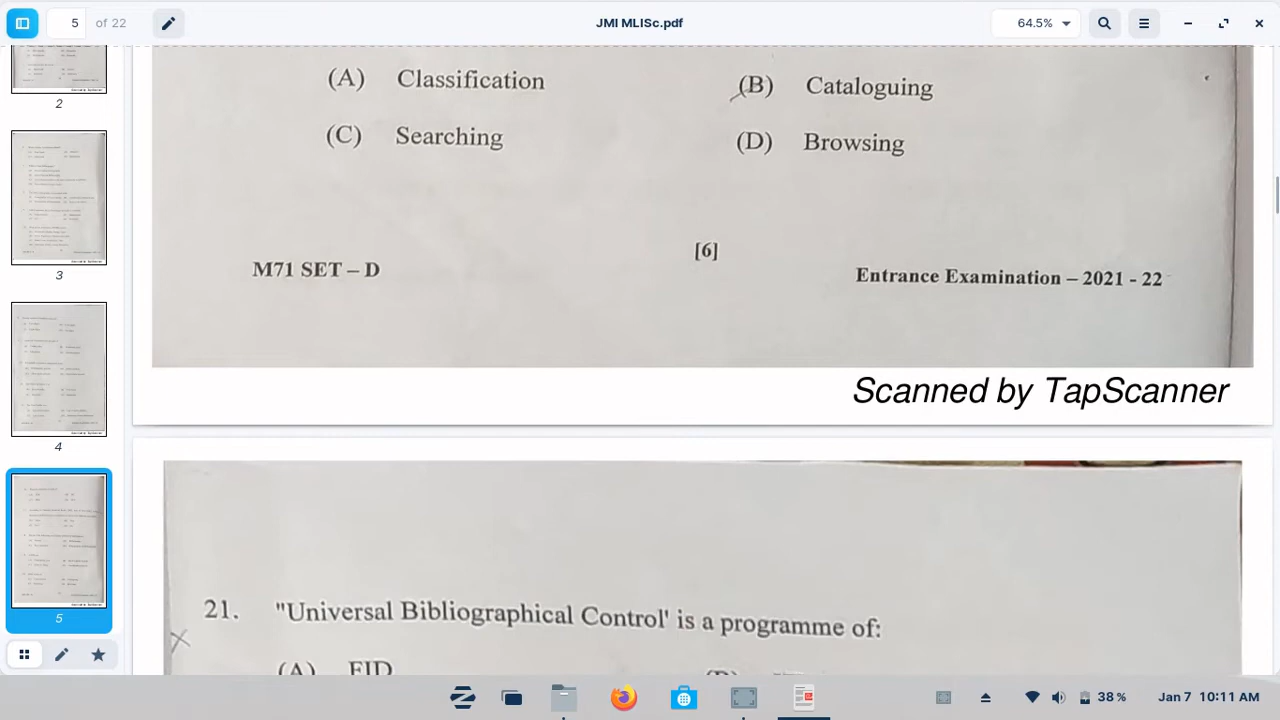 5 of 22
JMI MLISc.pdf
64.5%
2
3
4
5
(A) Classification
(B) Cataloguing
(C) Searching
(D) Browsing
[6]
M71 SET – D
Entrance Examination – 2021 - 22
Scanned by TapScanner
21. "Universal Bibliographical Control' is a programme of:
(A) FID
(B)
38%
Jan 7 10:11 AM